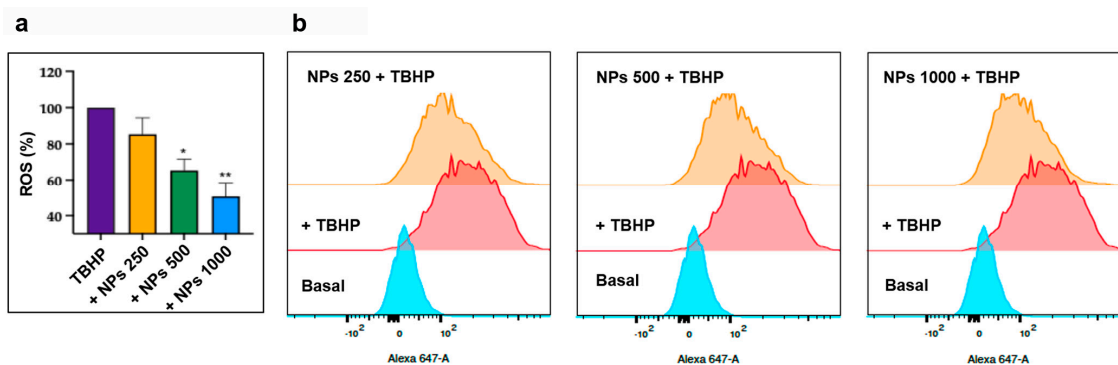 a
b
120
100
80
60
40
ROS (%)
*
**
TBHP
+ NPs 250
+ NPs 500
+ NPs 1000
NPs 250 + TBHP
+ TBHP
Basal
-10² 0 10²
Alexa 647-A
NPs 500 + TBHP
+ TBHP
Basal
-10² 0 10²
Alexa 647-A
NPs 1000 + TBHP
+ TBHP
Basal
-10² 0 10²
Alexa 647-A